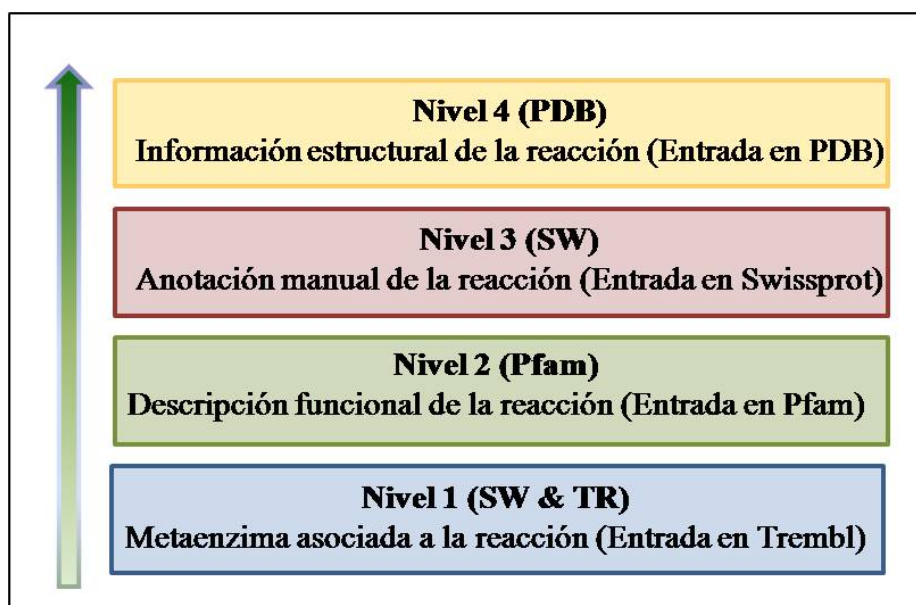 Nivel 4 (PDB)
Información estructural de la reacción (Entrada en PDB)
Nivel 3 (SW)
Anotación manual de la reacción (Entrada en Swissprot)
Nivel 2 (Pfam)
Descripción funcional de la reacción (Entrada en Pfam)
Nivel 1 (SW & TR)
Metaenzima asociada a la reacción (Entrada en Trembl)